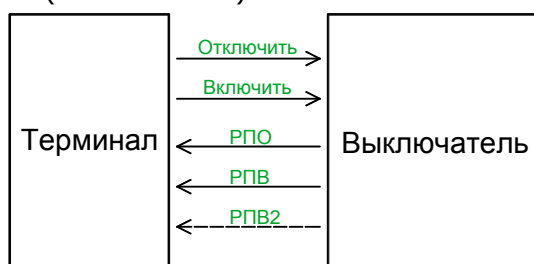 Отключить
Включить
Терминал
РПО
Выключатель
РПВ
РПВ2